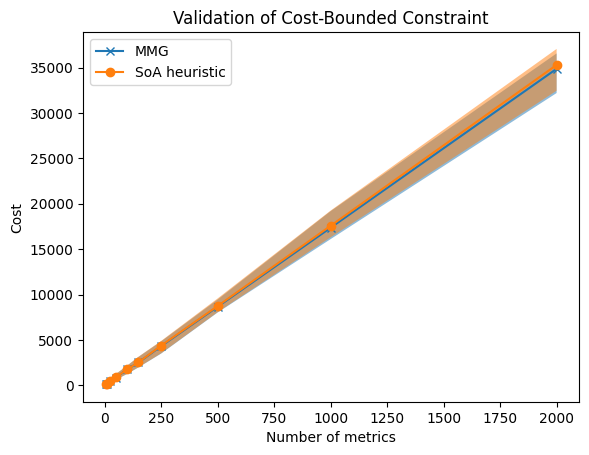 Validation of Cost-Bounded Constraint
MMG
SoA heuristic
Cost
35000
30000
25000
20000
15000
10000
5000
0
0 250 500 750 1000 1250 1500 1750 2000
Number of metrics